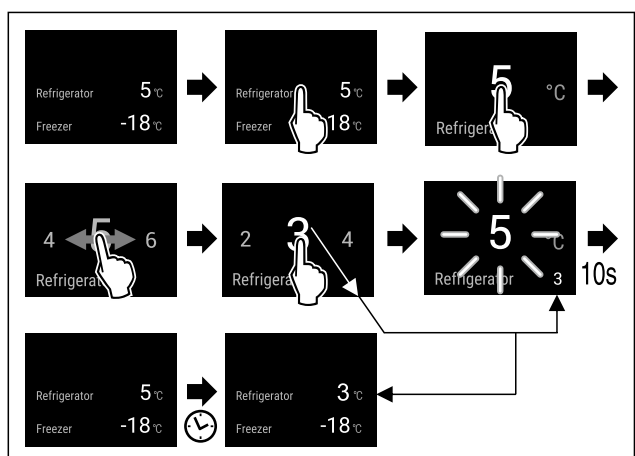 Refrigerator 5 °C
Freezer -18 °C
Refrigerator 5 °C
18 °C
5 °C
4 5 6
2 3 4
5 °C
Refrigerator 3
10s
Refrigerator 5 °C
Freezer -18 °C
Refrigerator 3 °C
Freezer -18 °C